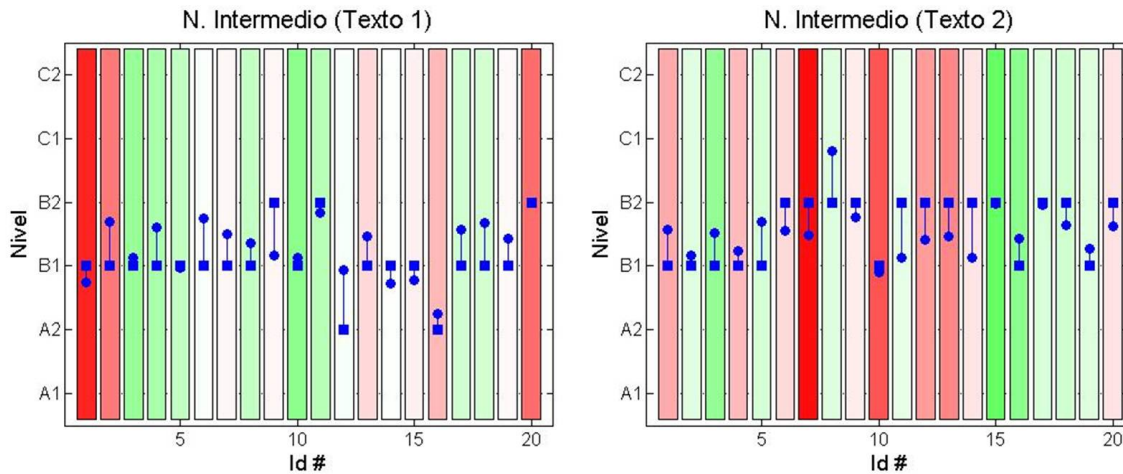 N. Intermedio (Texto 1)
C2
C1
B2
B1
A2
A1
Nivel
5
10
15
20
Id #
N. Intermedio (Texto 2)
C2
C1
B2
B1
A2
A1
Nivel
5
10
15
20
Id #